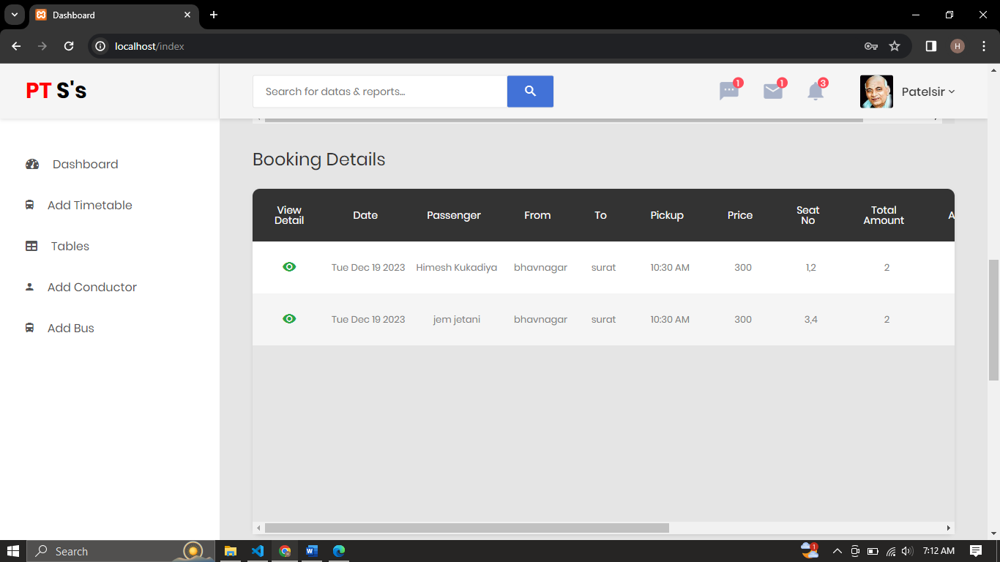 Dashboard
localhost/index
H
PT S's
Search for datas & reports...
1
1
3
Patelsir
Dashboard
Add Timetable
Tables
Add Conductor
Add Bus
Booking Details
View Detail Date Passenger From To Pickup Price Seat No Total Amount A
Tue Dec 19 2023 Himesh Kukadiya bhavnagar surat 10:30 AM 300 1,2 2
Tue Dec 19 2023 jem jetani bhavnagar surat 10:30 AM 300 3,4 2
Search
1
7:12 AM